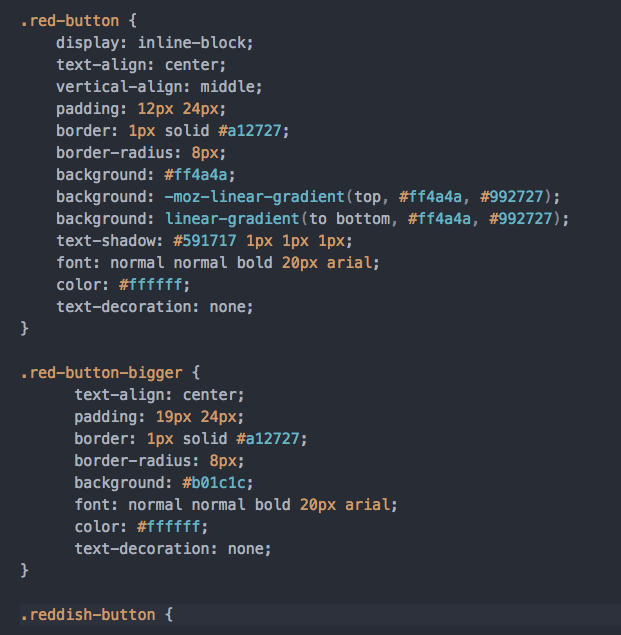 .red-button {
    display: inline-block;
    text-align: center;
    vertical-align: middle;
    padding: 12px 24px;
    border: 1px solid #a12727;
    border-radius: 8px;
    background: #ff4a4a;
    background: -moz-linear-gradient(top, #ff4a4a, #992727);
    background: linear-gradient(to bottom, #ff4a4a, #992727);
    text-shadow: #591717 1px 1px 1px;
    font: normal normal bold 20px arial;
    color: #ffffff;
    text-decoration: none;
}

.red-button-bigger {
      text-align: center;
      padding: 19px 24px;
      border: 1px solid #a12727;
      border-radius: 8px;
      background: #b01c1c;
      font: normal normal bold 20px arial;
      color: #ffffff;
      text-decoration: none;
}

.reddish-button {